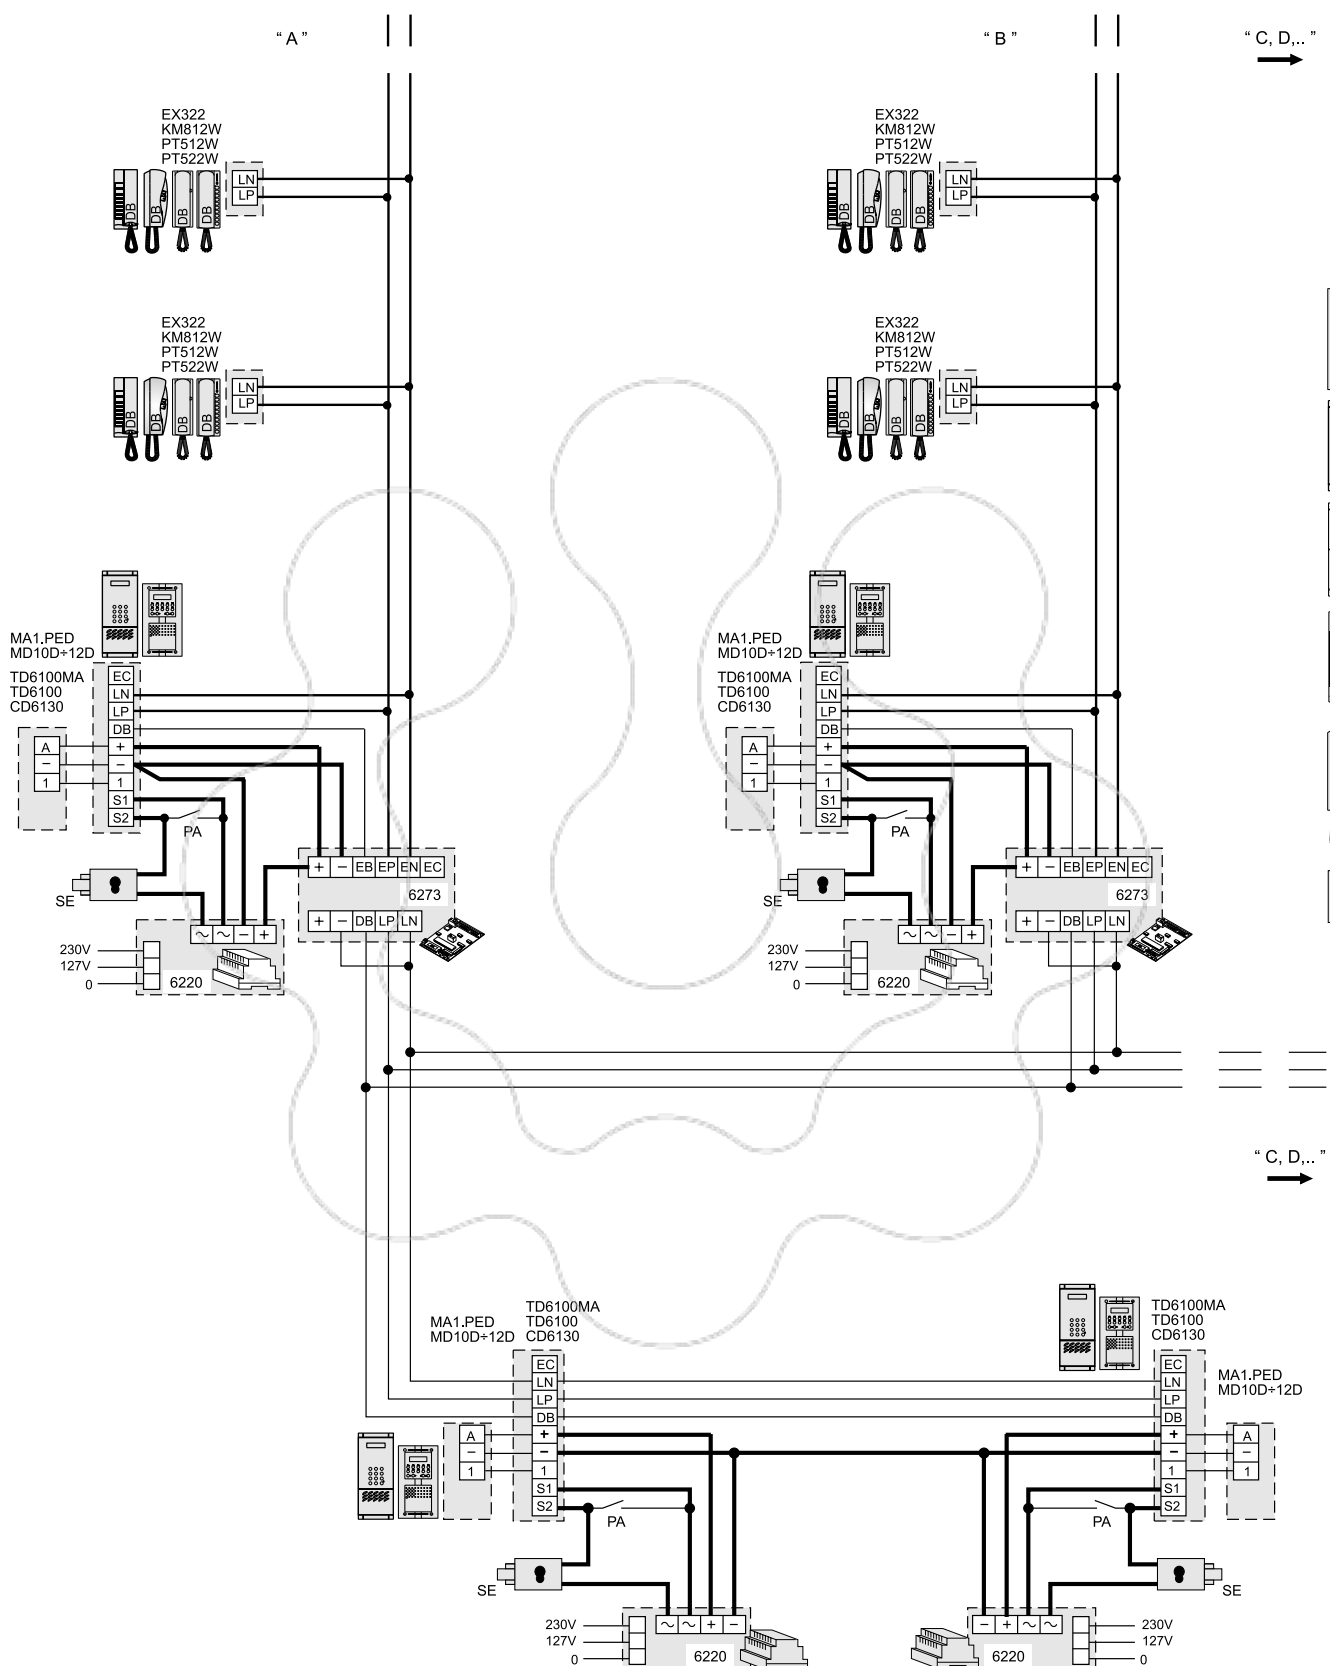 “ A ”
“ B ”
“ C, D,.. ”
EX322
KM812W
PT512W
PT522W
LN
LP
DB DB DB DB
EX322
KM812W
PT512W
PT522W
LN
LP
DB DB DB DB
EX322
KM812W
PT512W
PT522W
LN
LP
DB DB DB DB
EX322
KM812W
PT512W
PT522W
LN
LP
DB DB DB DB
MA1.PED
MD10D÷12D
TD6100MA
TD6100
CD6130
EC
LN
LP
DB
A +
– –
1 1
S1
S2
PA
SE
+ – EB EP EN EC
6273
+ – DB LP LN
~ ~ – +
230V
127V
0
6220
MA1.PED
MD10D÷12D
TD6100MA
TD6100
CD6130
EC
LN
LP
DB
A +
– –
1 1
S1
S2
PA
SE
+ – EB EP EN EC
6273
+ – DB LP LN
~ ~ – +
230V
127V
0
6220
“ C, D,.. ”
MA1.PED
MD10D÷12D
TD6100MA
TD6100
CD6130
EC
LN
LP
DB
A +
– –
1 1
S1
S2
PA
SE
~ ~ + –
230V
127V
0
6220
TD6100MA
TD6100
CD6130
MA1.PED
MD10D÷12D
EC
LN
LP
DB
+ A
– –
1 1
S1
S2
PA
SE
– + ~ ~
230V
127V
0
6220